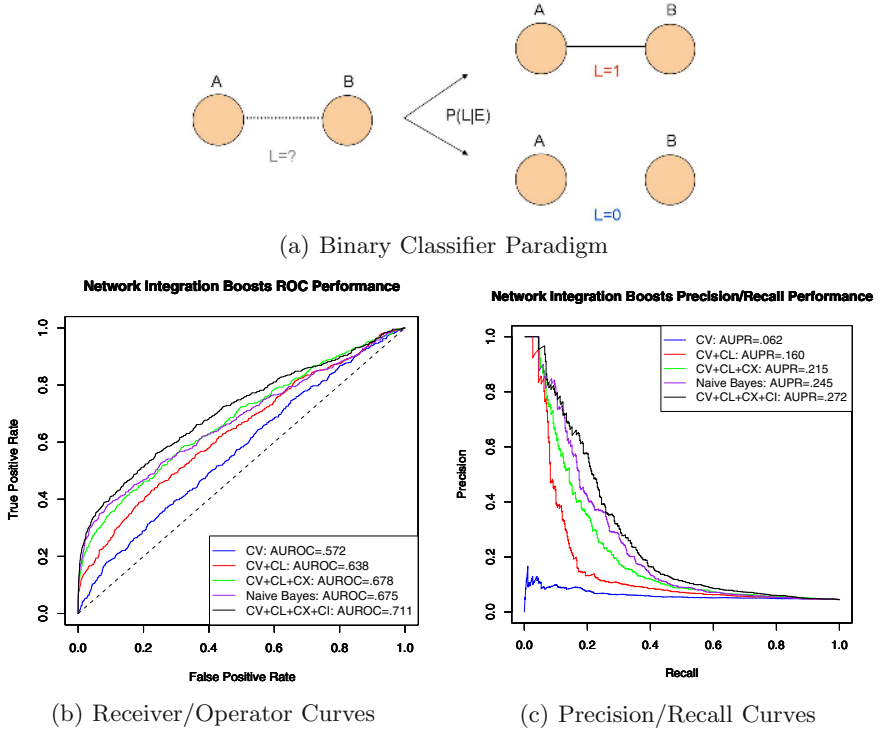 A B
L=?
P(L|E)
A B
L=1
A B
L=0
(a) Binary Classifier Paradigm
Network Integration Boosts ROC Performance
True Positive Rate
1.0
0.8
0.6
0.4
0.2
0.0
CV: AUROC=.572
CV+CL: AUROC=.638
CV+CL+CX: AUROC=.678
Naive Bayes: AUROC=.675
CV+CL+CX+CI: AUROC=.711
0.0 0.2 0.4 0.6 0.8 1.0
False Positive Rate
(b) Receiver/Operator Curves
Network Integration Boosts Precision/Recall Performance
Precision
1.0
0.8
0.6
0.4
0.2
0.0
CV: AUPR=.062
CV+CL: AUPR=.160
CV+CL+CX: AUPR=.215
Naive Bayes: AUPR=.245
CV+CL+CX+CI: AUPR=.272
0.0 0.2 0.4 0.6 0.8 1.0
Recall
(c) Precision/Recall Curves